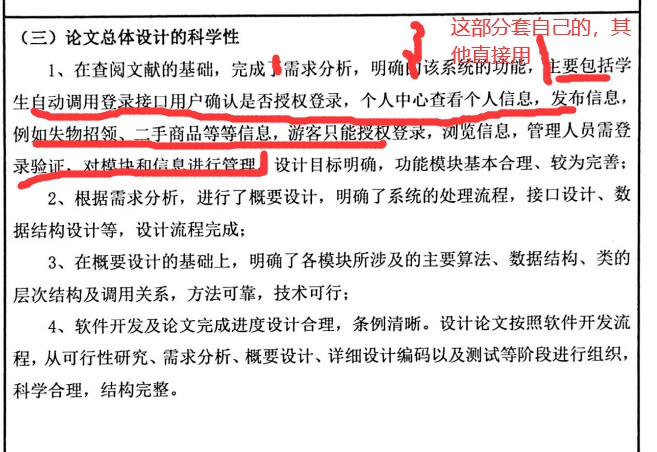 这部分套自己的，其
他直接用
（三）论文总体设计的科学性
1、在查阅文献的基础，完成了需求分析，明确的该系统的功能，主要包括学
生自动调用登录接口用户确认是否授权登录，个人中心查看个人信息，发布信息，
例如失物招领、二手商品等等信息，游客只能授权登录，浏览信息，管理人员需登
录验证，对模块和信息进行管理。设计目标明确，功能模块基本合理、较为完善；
2、根据需求分析，进行了概要设计，明确了系统的处理流程，接口设计、数
据结构设计等，设计流程完成；
3、在概要设计的基础上，明确了各模块所涉及的主要算法、数据结构、类的
层次结构及调用关系，方法可靠，技术可行；
4、软件开发及论文完成进度设计合理，条例清晰。设计论文按照软件开发流
程，从可行性研究、需求分析、概要设计、详细设计编码以及测试等阶段进行组织，
科学合理，结构完整。